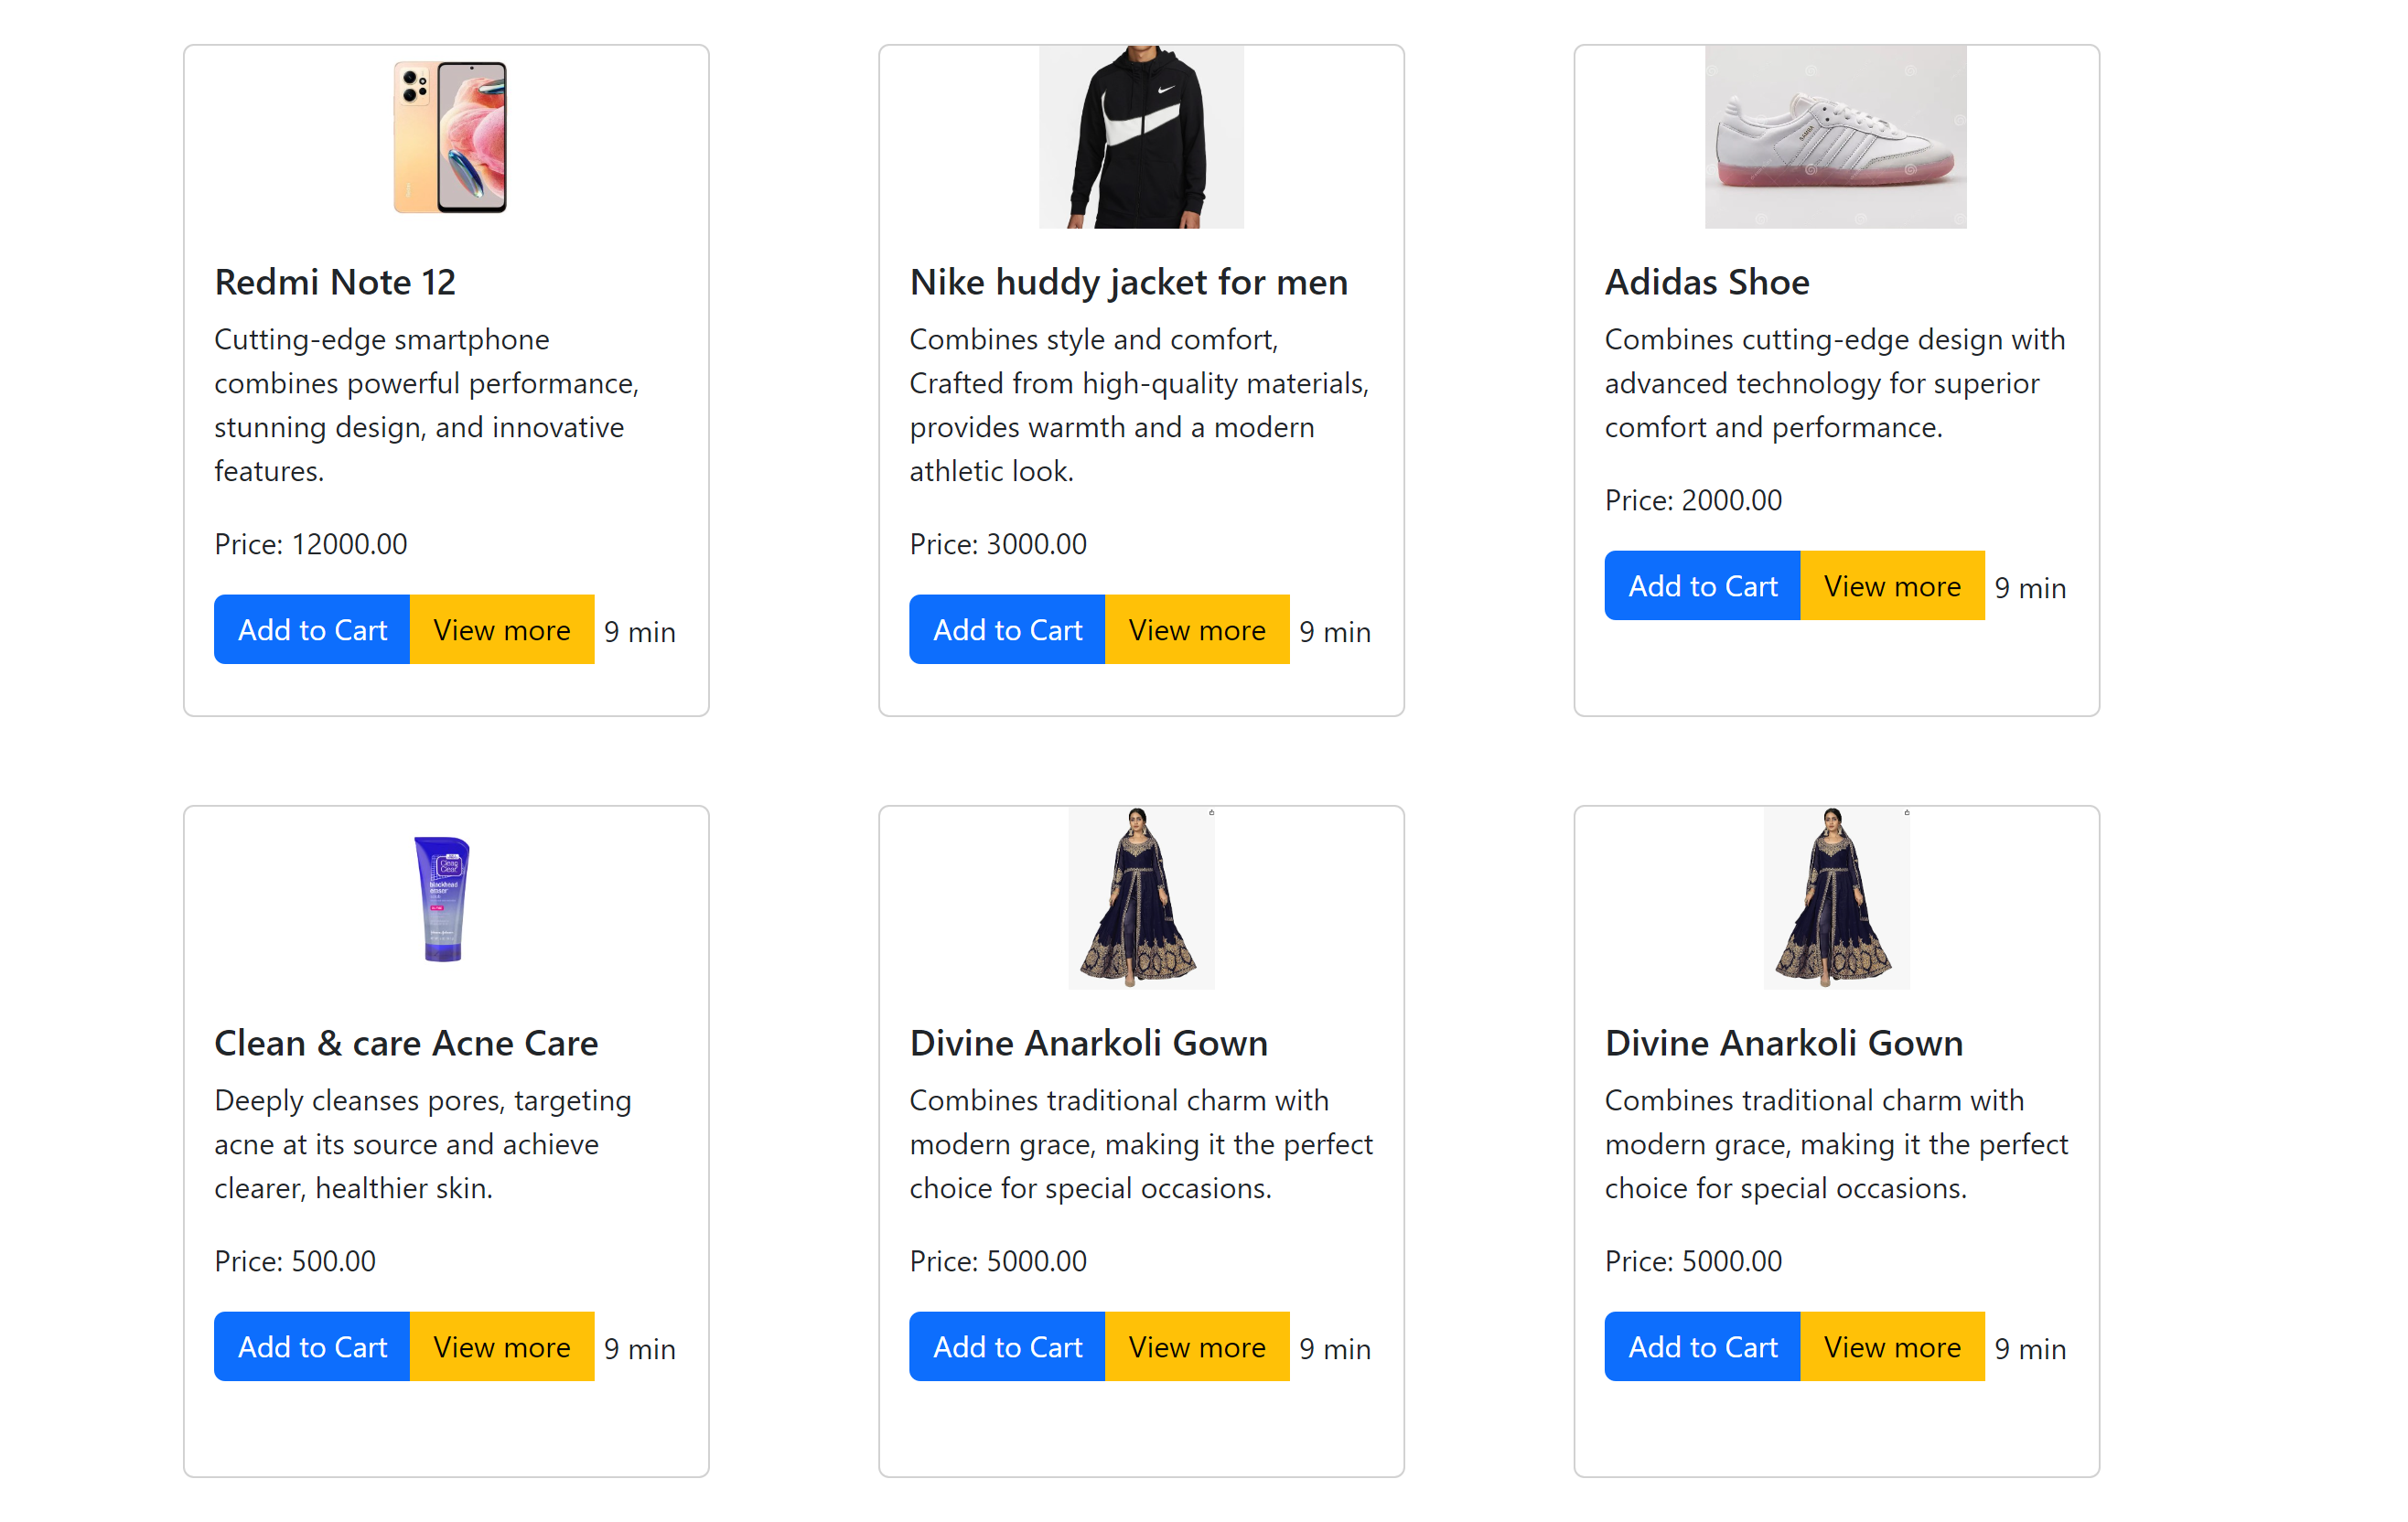 SAMBA
Redmi Note 12
Cutting-edge smartphone
combines powerful performance,
stunning design, and innovative
features.
Price: 12000.00
Add to Cart
View more
9 min
Nike huddy jacket for men
Combines style and comfort,
Crafted from high-quality materials,
provides warmth and a modern
athletic look.
Price: 3000.00
Add to Cart
View more
9 min
Adidas Shoe
Combines cutting-edge design with
advanced technology for superior
comfort and performance.
Price: 2000.00
Add to Cart
View more
9 min
Clean
Clear
blackhead
eraser
Clean & care Acne Care
Deeply cleanses pores, targeting
acne at its source and achieve
clearer, healthier skin.
Price: 500.00
Add to Cart
View more
9 min
Divine Anarkoli Gown
Combines traditional charm with
modern grace, making it the perfect
choice for special occasions.
Price: 5000.00
Add to Cart
View more
9 min
Divine Anarkoli Gown
Combines traditional charm with
modern grace, making it the perfect
choice for special occasions.
Price: 5000.00
Add to Cart
View more
9 min